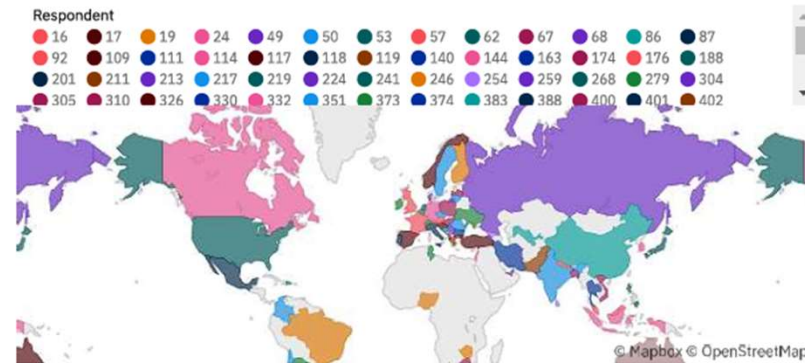 Respondent
16 17 19 24 49 50 53 57 62 67 68 86 87
92 109 111 114 117 118 119 140 144 163 174 176 188
201 211 213 217 219 224 241 246 254 259 268 279 304
305 310 326 330 332 351 373 374 383 388 400 401 402
© Mapbox © OpenStreetMap